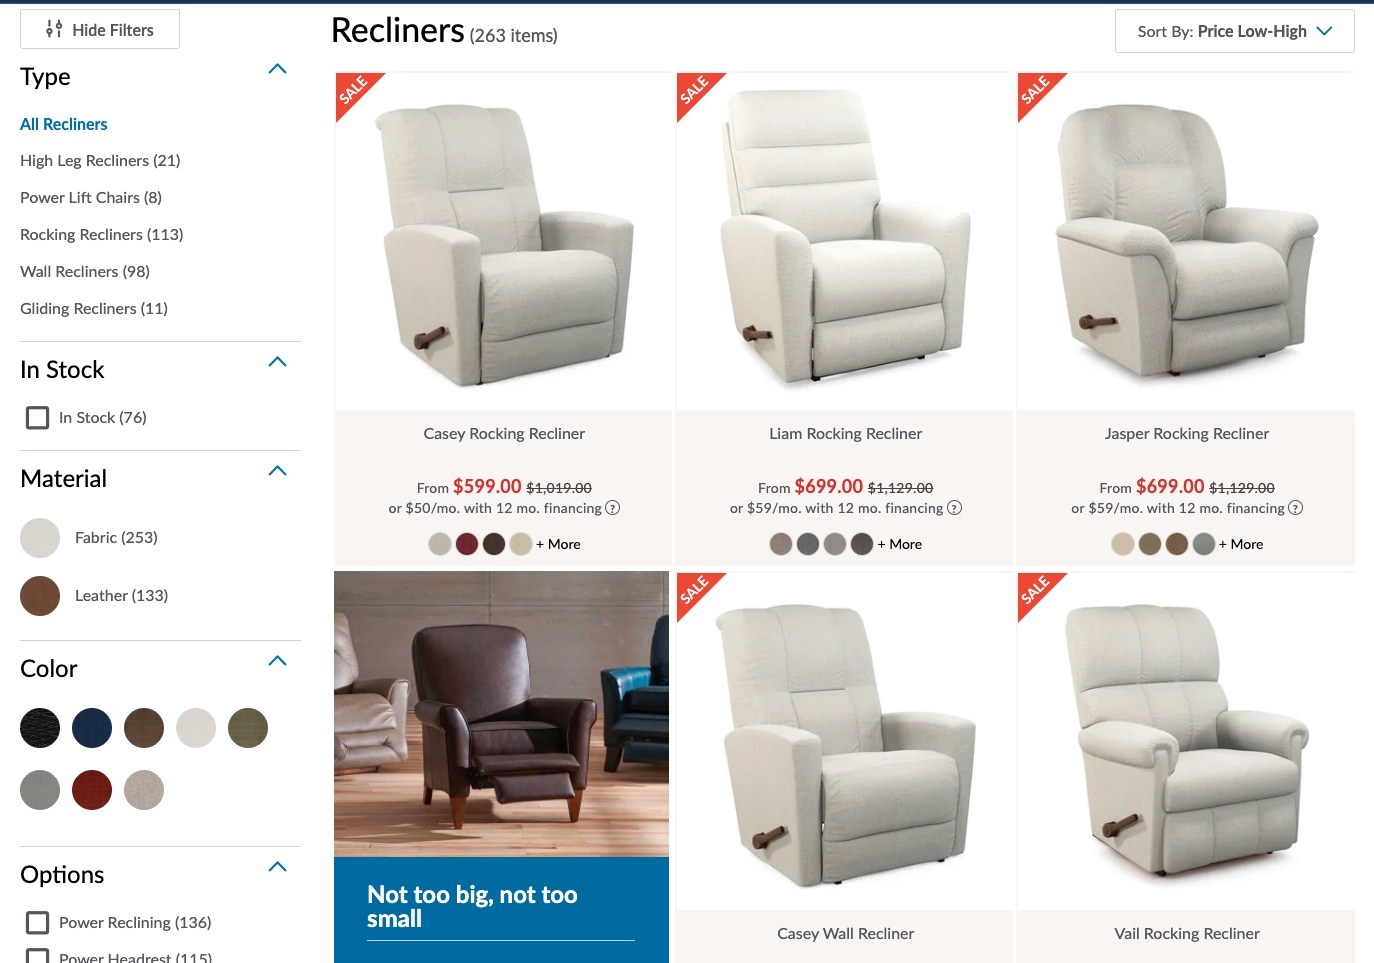 Hide Filters
Recliners (263 items)
Sort By: Price Low-High
Type
All Recliners
High Leg Recliners (21)
Power Lift Chairs (8)
Rocking Recliners (113)
Wall Recliners (98)
Gliding Recliners (11)
In Stock
In Stock (76)
Material
Fabric (253)
Leather (133)
Color
Options
Power Reclining (136)
Power Headrest (115)
SALE
Casey Rocking Recliner
From $599.00 $1,019.00
or $50/mo. with 12 mo. financing ?
+ More
SALE
Liam Rocking Recliner
From $699.00 $1,129.00
or $59/mo. with 12 mo. financing ?
+ More
SALE
Jasper Rocking Recliner
From $699.00 $1,129.00
or $59/mo. with 12 mo. financing ?
+ More
Not too big, not too
small
SALE
Casey Wall Recliner
SALE
Vail Rocking Recliner